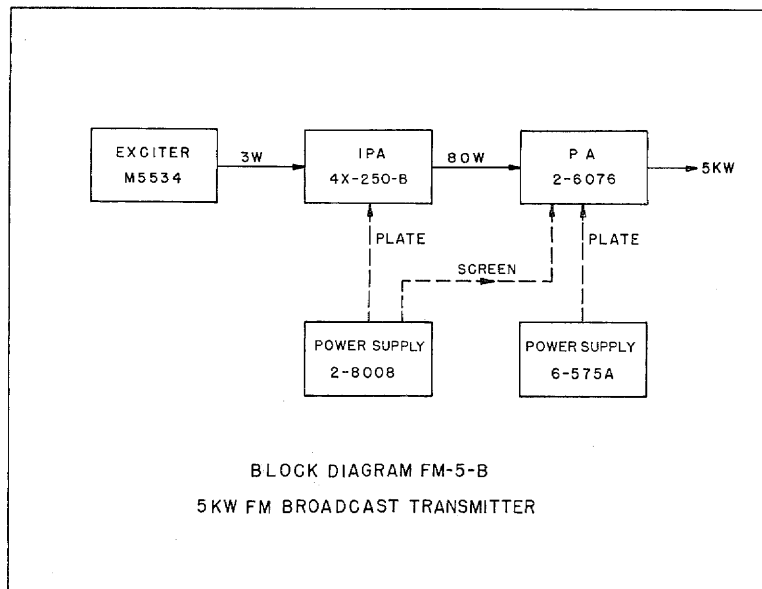 EXCITER
M5534
3W
IPA
4X-250-B
80W
PA
2-6076
5KW
PLATE
SCREEN
PLATE
POWER SUPPLY
2-8008
POWER SUPPLY
6-575A
BLOCK DIAGRAM FM-5-B
5KW FM BROADCAST TRANSMITTER